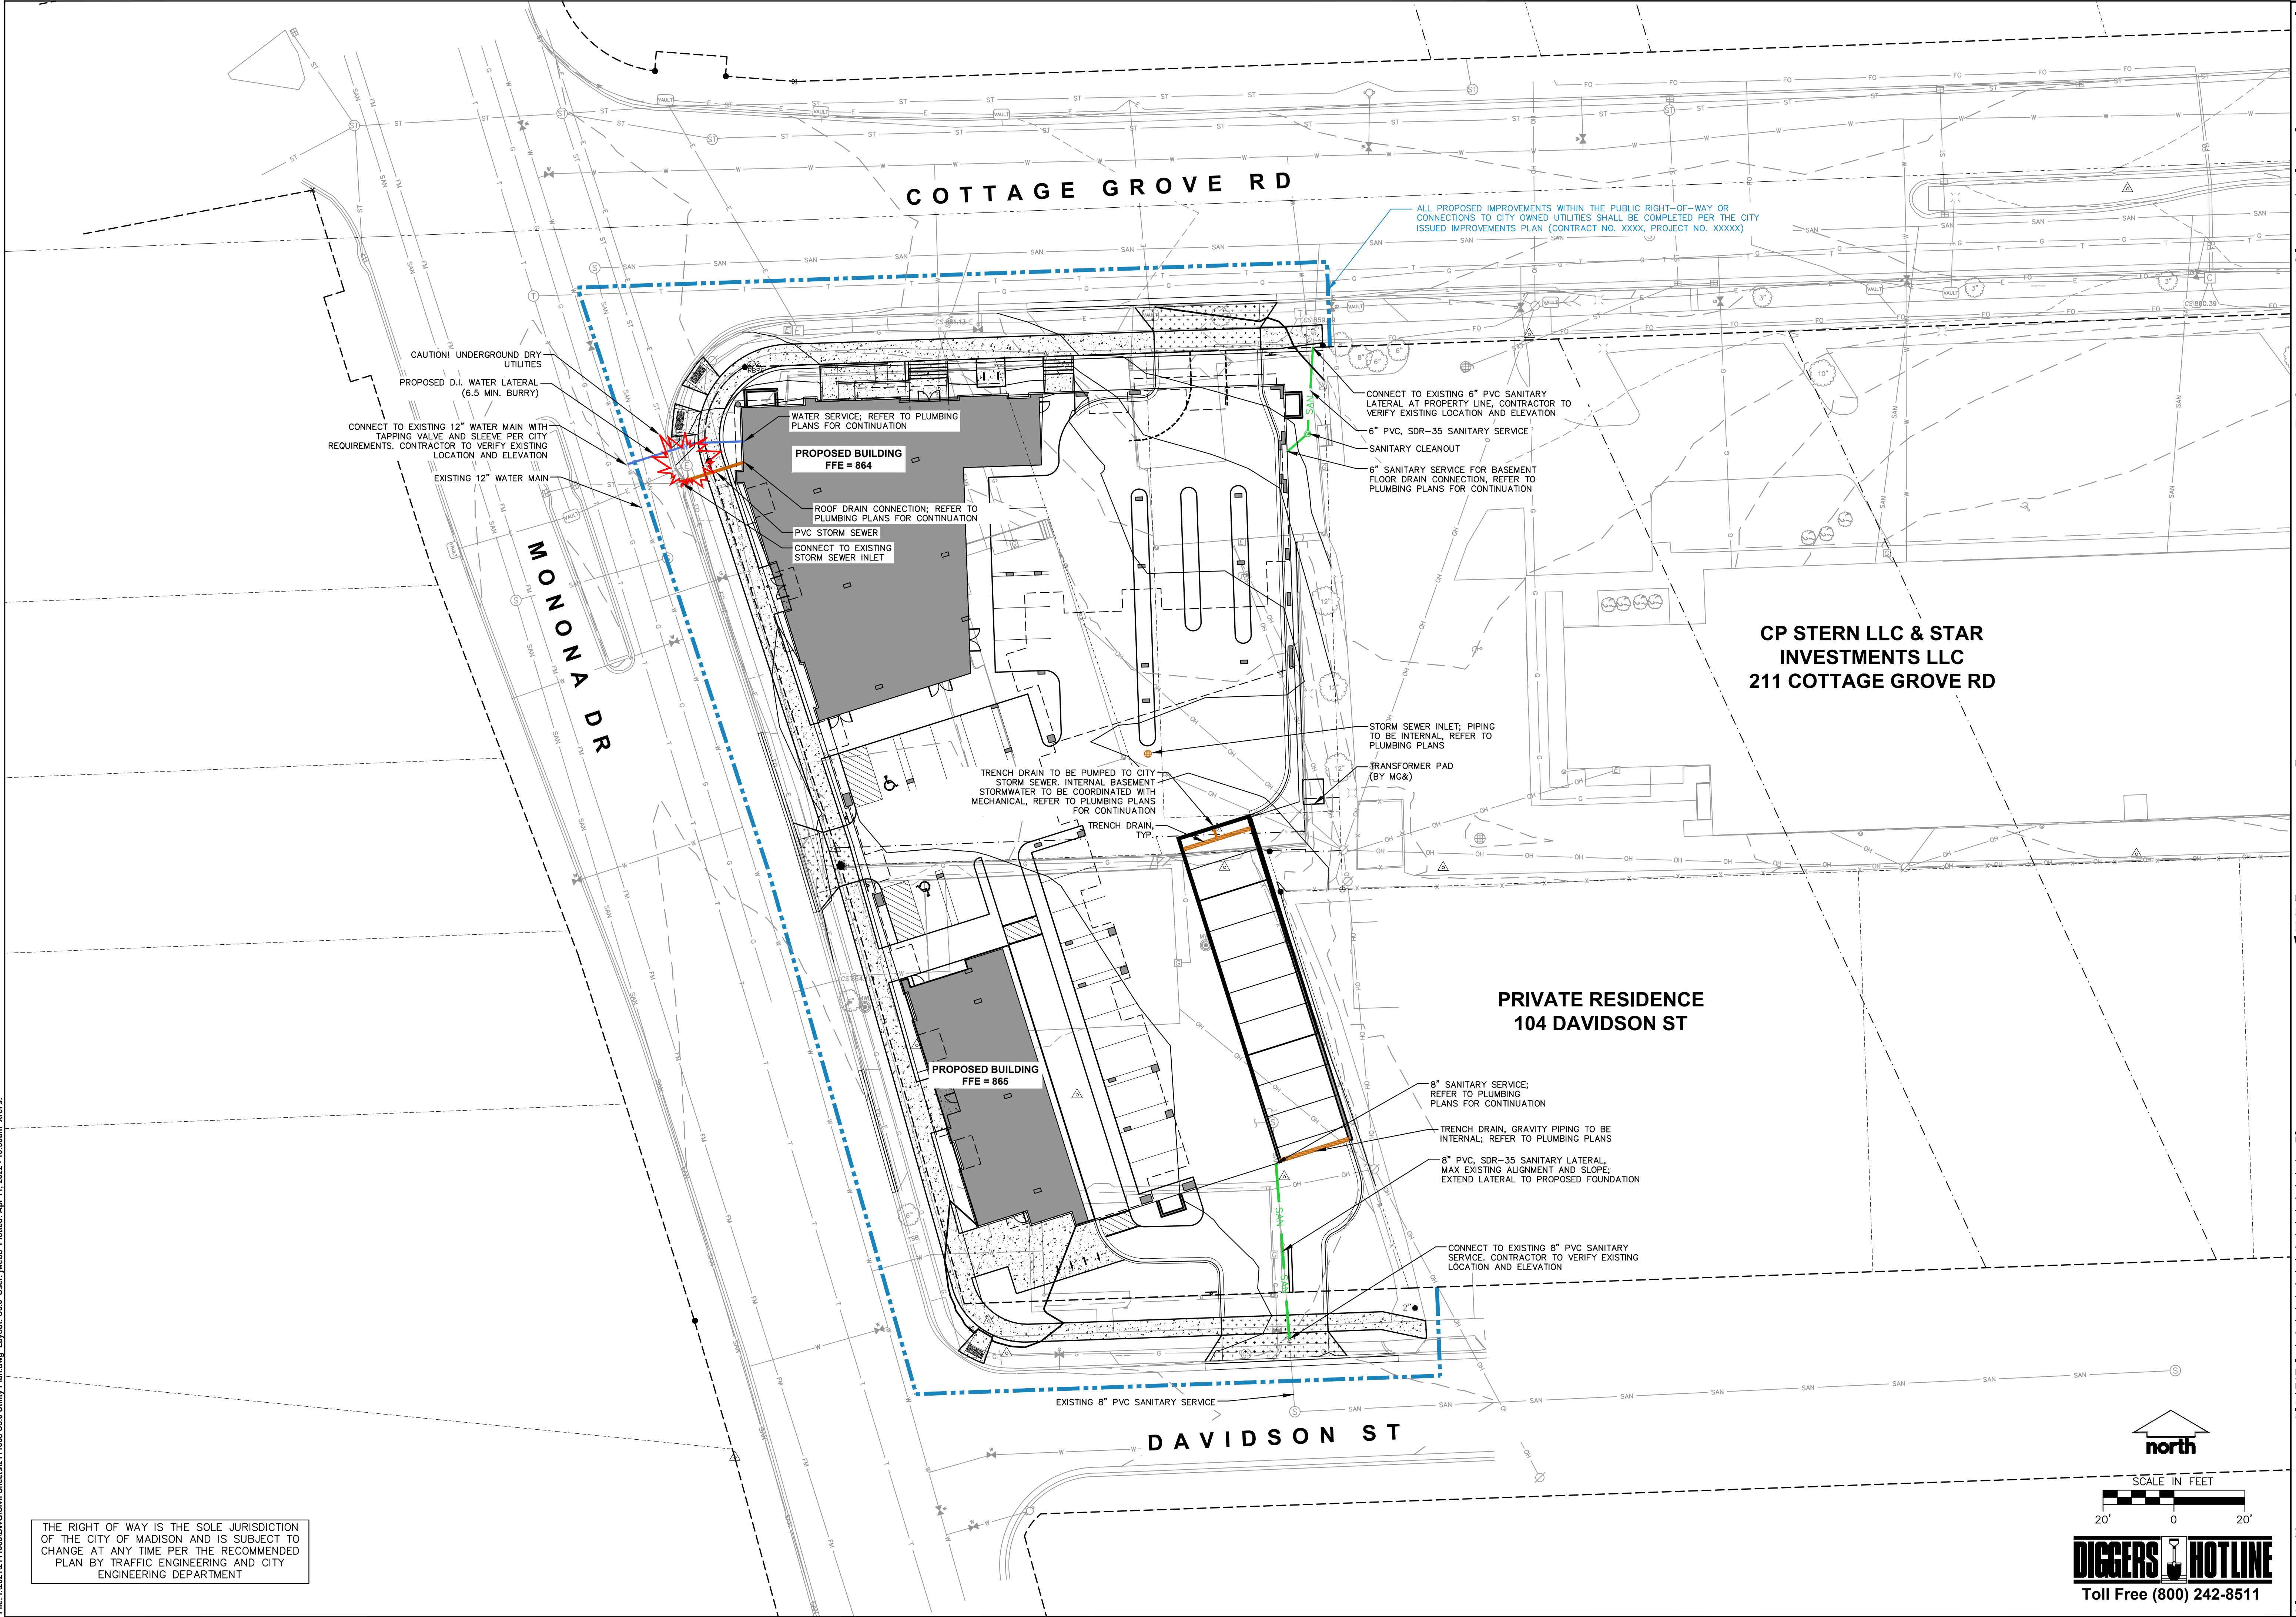 COTTAGE GROVE RD
ALL PROPOSED IMPROVEMENTS WITHIN THE PUBLIC RIGHT-OF-WAY OR
CONNECTIONS TO CITY OWNED UTILITIES SHALL BE COMPLETED PER THE CITY
ISSUED IMPROVEMENTS PLAN (CONTRACT NO. XXXX, PROJECT NO. XXXXX)
CAUTION! UNDERGROUND DRY
UTILITIES
PROPOSED D.I. WATER LATERAL
(6.5 MIN. BURRY)
CONNECT TO EXISTING 12" WATER MAIN WITH
TAPPING VALVE AND SLEEVE PER CITY
REQUIREMENTS. CONTRACTOR TO VERIFY EXISTING
LOCATION AND ELEVATION
EXISTING 12" WATER MAIN
WATER SERVICE; REFER TO PLUMBING
PLANS FOR CONTINUATION
PROPOSED BUILDING
FFE = 864
ROOF DRAIN CONNECTION; REFER TO
PLUMBING PLANS FOR CONTINUATION
PVC STORM SEWER
CONNECT TO EXISTING
STORM SEWER INLET
CONNECT TO EXISTING 6" PVC SANITARY
LATERAL AT PROPERTY LINE, CONTRACTOR TO
VERIFY EXISTING LOCATION AND ELEVATION
6" PVC, SDR-35 SANITARY SERVICE
SANITARY CLEANOUT
6" SANITARY SERVICE FOR BASEMENT
FLOOR DRAIN CONNECTION, REFER TO
PLUMBING PLANS FOR CONTINUATION
MONONA DR
CP STERN LLC & STAR
INVESTMENTS LLC
211 COTTAGE GROVE RD
STORM SEWER INLET; PIPING
TO BE INTERNAL, REFER TO
PLUMBING PLANS
TRANSFORMER PAD
(BY MG&)
TRENCH DRAIN TO BE PUMPED TO CITY
STORM SEWER. INTERNAL BASEMENT
STORMWATER TO BE COORDINATED WITH
MECHANICAL, REFER TO PLUMBING PLANS
FOR CONTINUATION
TRENCH DRAIN,
TYP.
PRIVATE RESIDENCE
104 DAVIDSON ST
PROPOSED BUILDING
FFE = 865
8" SANITARY SERVICE;
REFER TO PLUMBING
PLANS FOR CONTINUATION
TRENCH DRAIN, GRAVITY PIPING TO BE
INTERNAL; REFER TO PLUMBING PLANS
8" PVC, SDR-35 SANITARY LATERAL,
MAX EXISTING ALIGNMENT AND SLOPE;
EXTEND LATERAL TO PROPOSED FOUNDATION
CONNECT TO EXISTING 8" PVC SANITARY
SERVICE. CONTRACTOR TO VERIFY EXISTING
LOCATION AND ELEVATION
EXISTING 8" PVC SANITARY SERVICE
DAVIDSON ST
THE RIGHT OF WAY IS THE SOLE JURISDICTION
OF THE CITY OF MADISON AND IS SUBJECT TO
CHANGE AT ANY TIME PER THE RECOMMENDED
PLAN BY TRAFFIC ENGINEERING AND CITY
ENGINEERING DEPARTMENT
north
SCALE IN FEET
20' 0 20'
DIGGERS HOTLINE
Toll Free (800) 242-8511